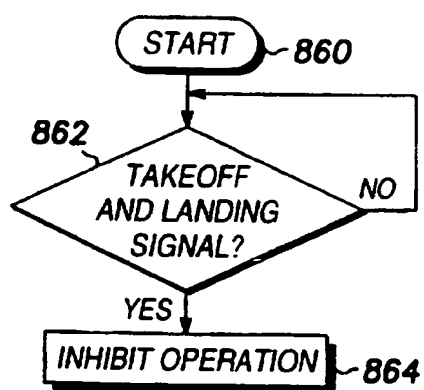 START
860
862
TAKEOFF
AND LANDING
SIGNAL?
NO
YES
INHIBIT OPERATION
864